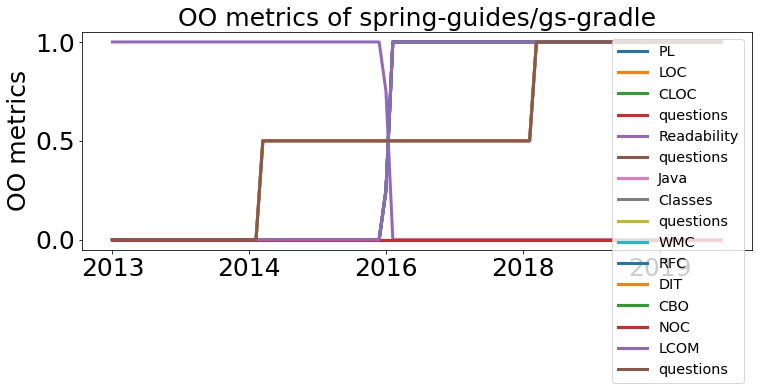 OO metrics of spring-guides/gs-gradle
OO metrics
1.0
0.5
0.0
2013
2014
2016
2018
2019
PL
LOC
CLOC
questions
Readability
questions
Java
Classes
questions
WMC
RFC
DIT
CBO
NOC
LCOM
questions